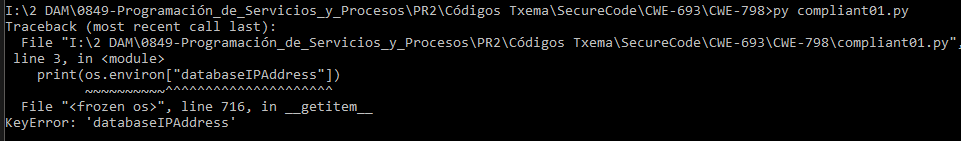 I:\2 DAM\0849-Programación_de_Servicios_y_Procesos\PR2\Códigos Txema\SecureCode\CWE-693\CWE-798>py compliant01.py
Traceback (most recent call last):
  File "I:\2 DAM\0849-Programación_de_Servicios_y_Procesos\PR2\Códigos Txema\SecureCode\CWE-693\CWE-798\compliant01.py",
 line 3, in <module>
    print(os.environ["databaseIPAddress"])
          ~~~~~~~~~~^^^^^^^^^^^^^^^^^^^^^
  File "<frozen os>", line 716, in __getitem__
KeyError: 'databaseIPAddress'